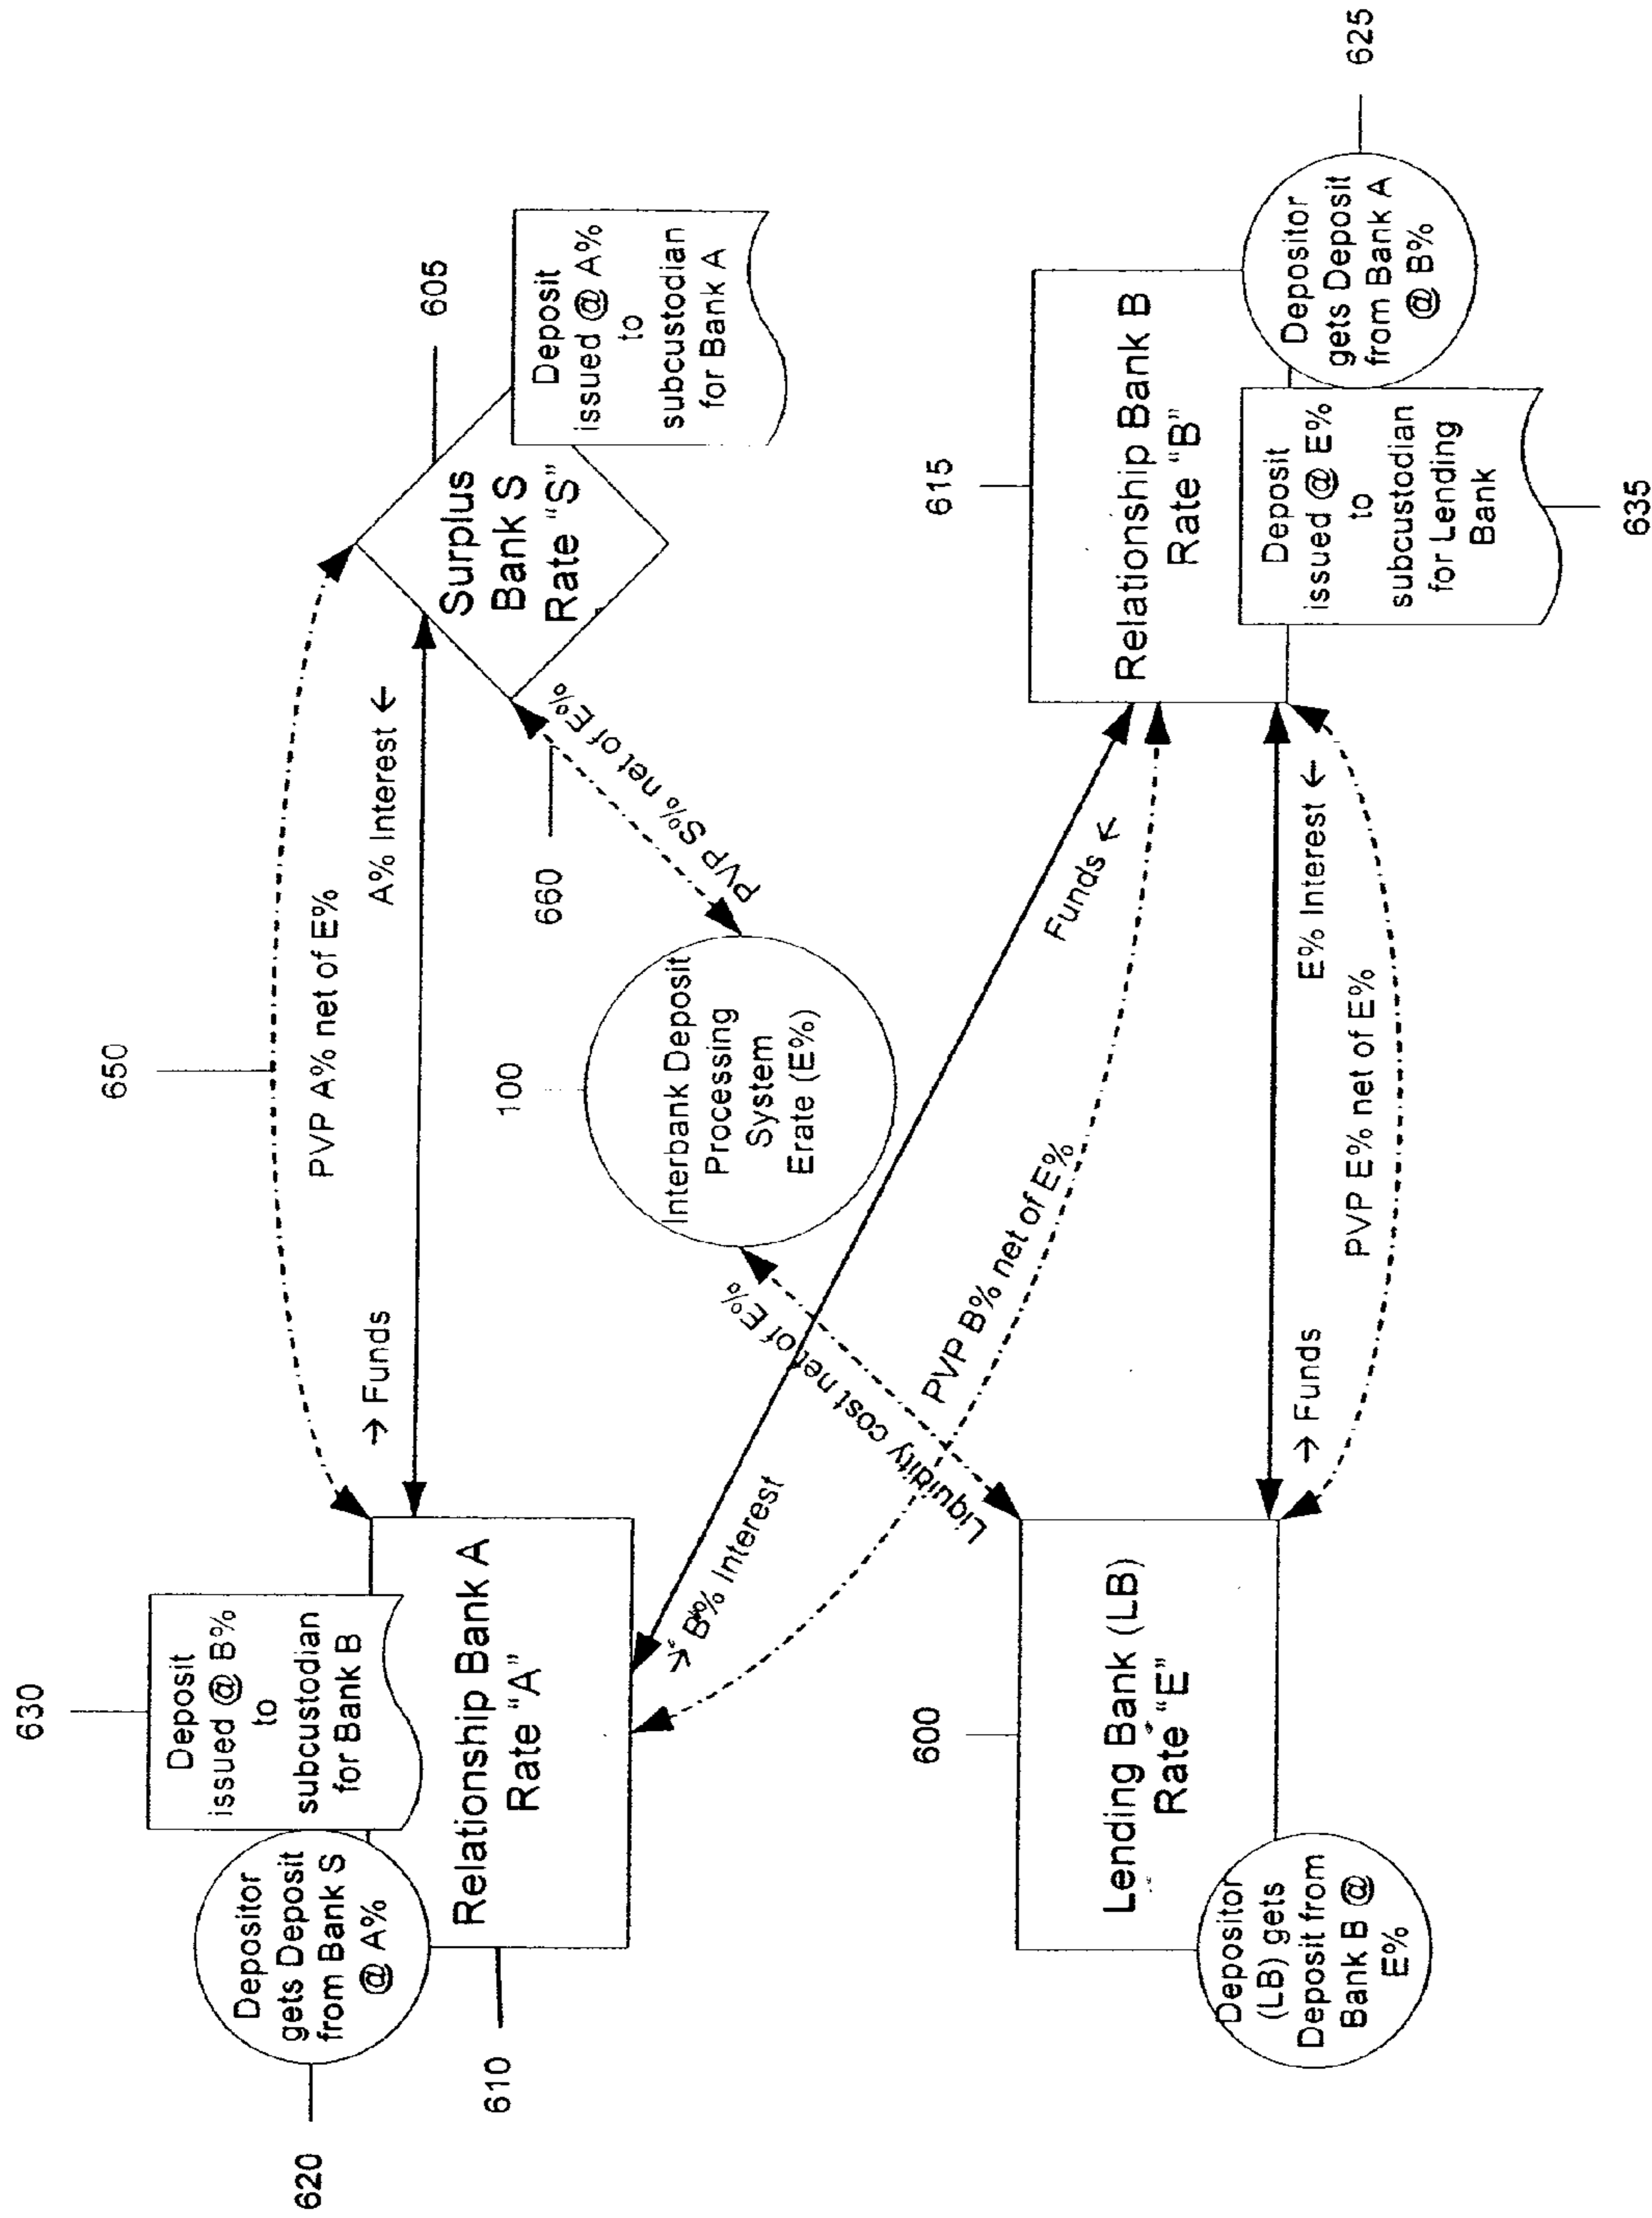 630
Deposit
issued @ B%
to
subcustodian
for Bank B
620
Depositor
gets Deposit
from Bank S
@ A%
610
Relationship Bank A
Rate “A”
650
PVP A% net of E%
→ Funds
A% Interest ←
605
Surplus
Bank S
Rate “S”
Deposit
issued @ A%
to
subcustodian
for Bank A
660
PVP S% net of E%
100
Interbank Deposit
Processing
System
Erate (E%)
Liquidity cost net of E%
← B% Interest
Funds ←
PVP B% net of E%
600
Lending Bank (LB)
Rate “E”
Depositor
(LB) gets
Deposit from
Bank B @
E%
→ Funds
E% Interest ←
PVP E% net of E%
615
Relationship Bank B
Rate “B”
Deposit
issued @ E%
to
subcustodian
for Lending
Bank
635
Depositor
gets Deposit
from Bank A
@ B%
625